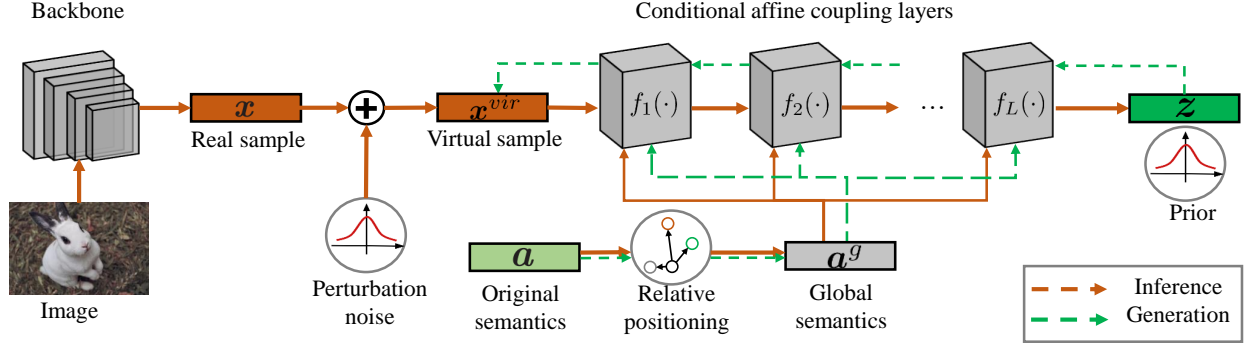 Backbone
Conditional affine coupling layers
x
Real sample
+
x^{vir}
Virtual sample
f_1(·)
f_2(·)
...
f_L(·)
z
Prior
Image
Perturbation
noise
a
Original
semantics
Relative
positioning
a^g
Global
semantics
Inference
Generation